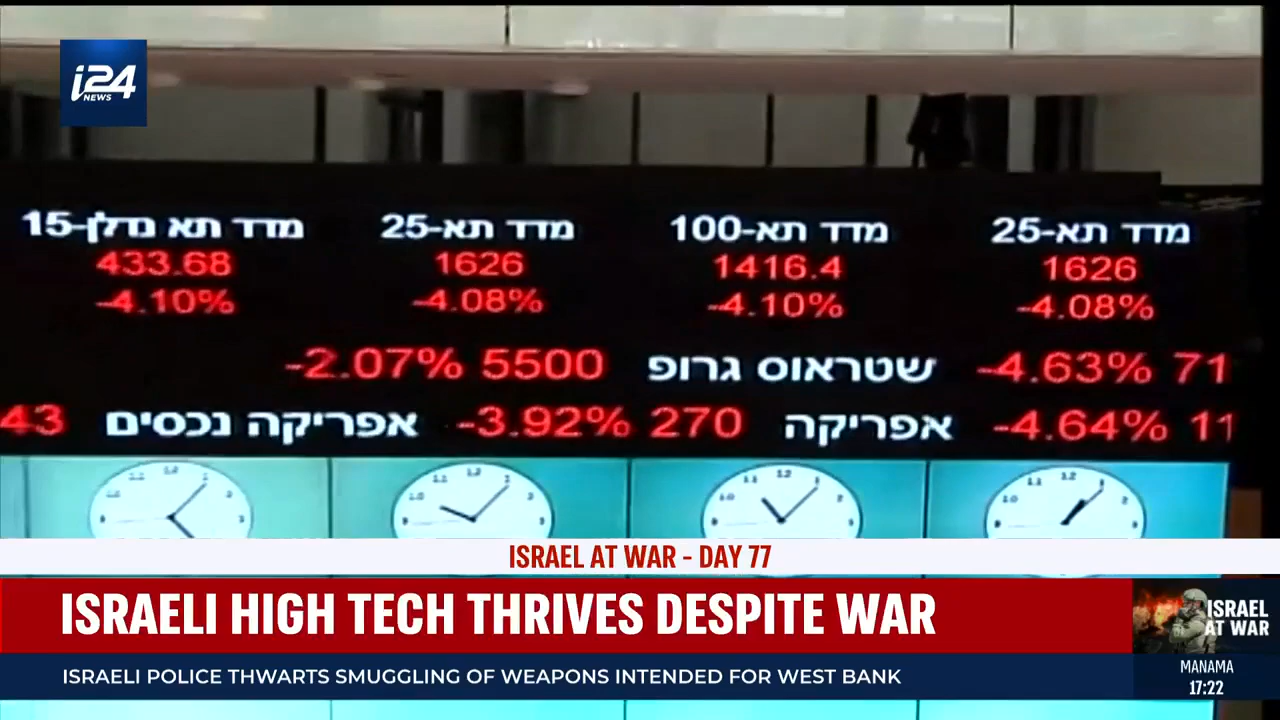 i24
NEWS
מדד תא נדלן-15
433.68
-4.10%
מדד תא-25
1626
-4.08%
מדד תא-100
1416.4
-4.10%
מדד תא-25
1626
-4.08%
-2.07% 5500 שטראוס גרופ -4.63% 71
43 אפריקה נכסים -3.92% 270 אפריקה -4.64% 11
ISRAEL AT WAR - DAY 77
ISRAELI HIGH TECH THRIVES DESPITE WAR
ISRAEL
AT WAR
ISRAELI POLICE THWARTS SMUGGLING OF WEAPONS INTENDED FOR WEST BANK
MANAMA
17:22